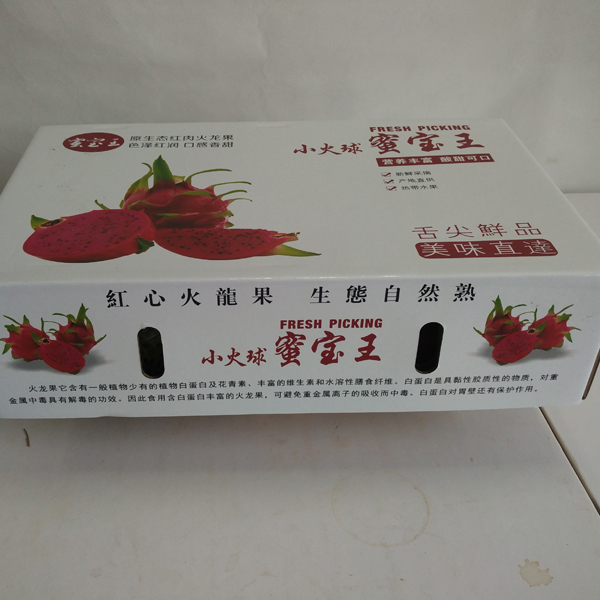 蜜宝王
原生态红肉火龙果
色泽红润 口感香甜
FRESH PICKING
小火球 蜜宝王
营养丰富 酸甜可口
新鲜采摘
产地直供
热带水果
舌尖鮮品
美味直達
紅心火龍果 生態自然熟
FRESH PICKING
小火球 蜜宝王
火龙果它含有一般植物少有的植物白蛋白及花青素、丰富的维生素和水溶性膳食纤维。白蛋白是具黏性胶质性的物质，对重
金属中毒具有解毒的功效。因此食用含白蛋白丰富的火龙果，可避免重金属离子的吸收而中毒。白蛋白对胃壁还有保护作用。